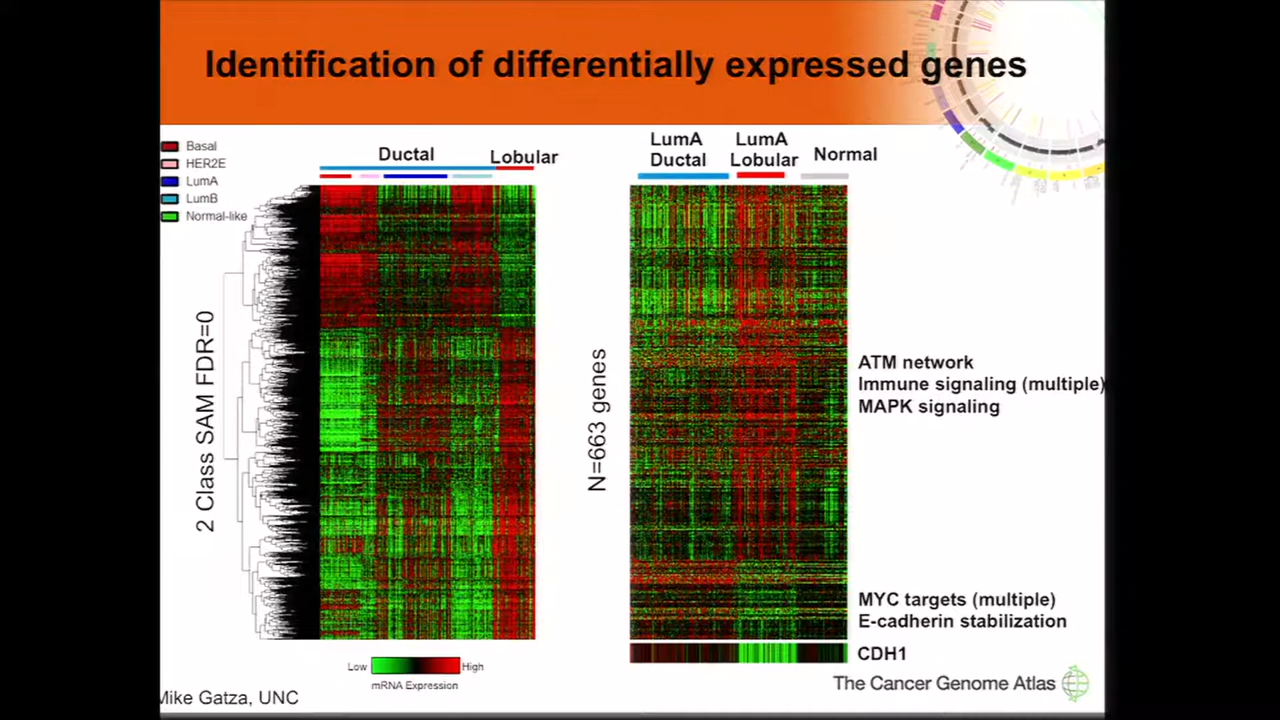 Identification of differentially expressed genes
Basal
HER2E
LumA
LumB
Normal-like
Ductal
Lobular
2 Class SAM FDR=0
Low
High
mRNA Expression
LumA
Ductal
LumA
Lobular
Normal
N=663 genes
ATM network
Immune signaling (multiple)
MAPK signaling
MYC targets (multiple)
E-cadherin stabilization
CDH1
The Cancer Genome Atlas
Mike Gatza, UNC